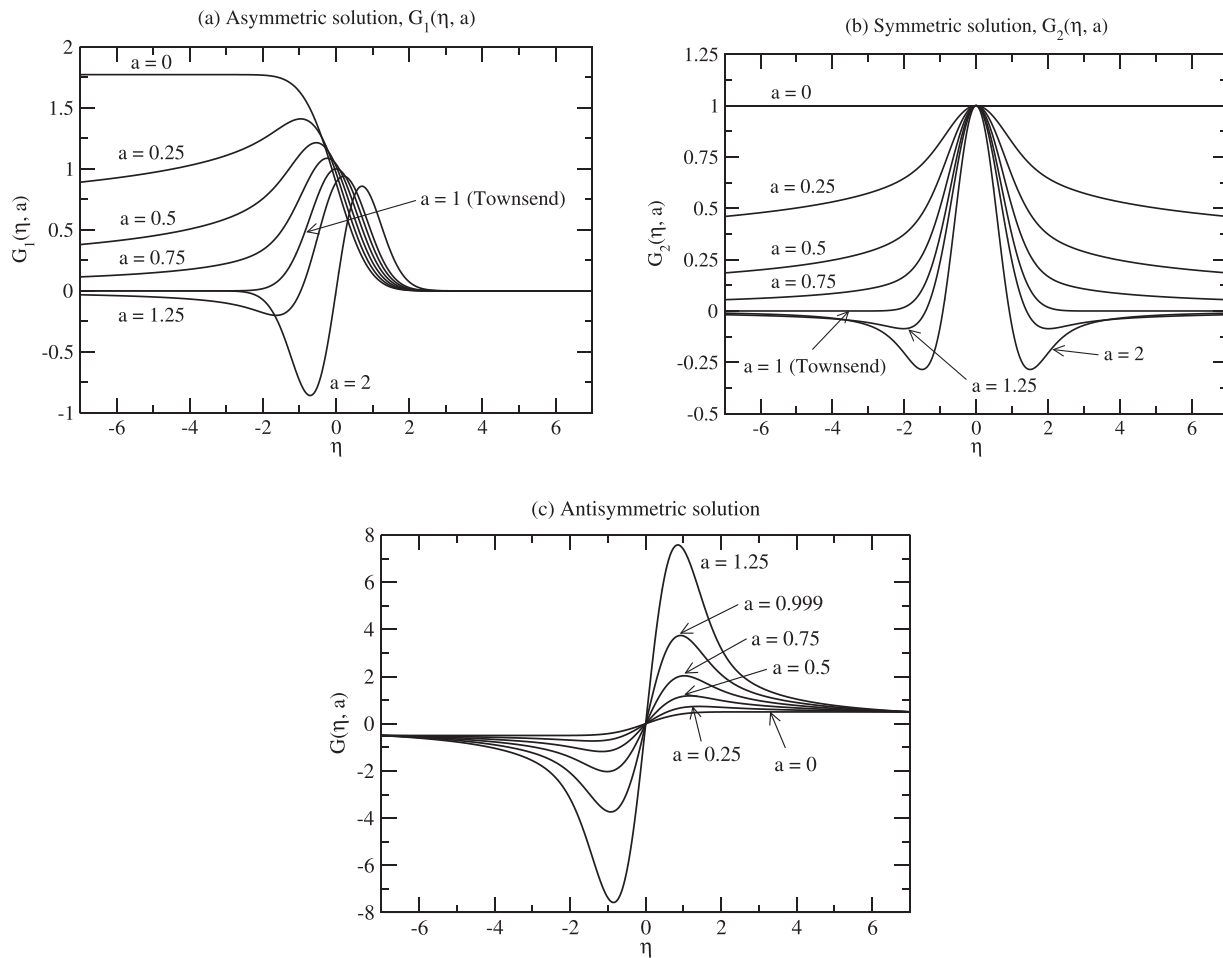 (a) Asymmetric solution, G₁(η, a)
2
1.5
1
0.5
0
-0.5
-1
G₁(η, a)
a = 0
a = 0.25
a = 0.5
a = 0.75
a = 1.25
a = 1 (Townsend)
a = 2
-6 -4 -2 0 2 4 6
η
(b) Symmetric solution, G₂(η, a)
1.25
1
0.75
0.5
0.25
0
-0.25
-0.5
G₂(η, a)
a = 0
a = 0.25
a = 0.5
a = 0.75
a = 1 (Townsend)
a = 1.25
a = 2
-6 -4 -2 0 2 4 6
η
(c) Antisymmetric solution
8
6
4
2
0
-2
-4
-6
-8
G(η, a)
a = 1.25
a = 0.999
a = 0.75
a = 0.5
a = 0.25
a = 0
-6 -4 -2 0 2 4 6
η